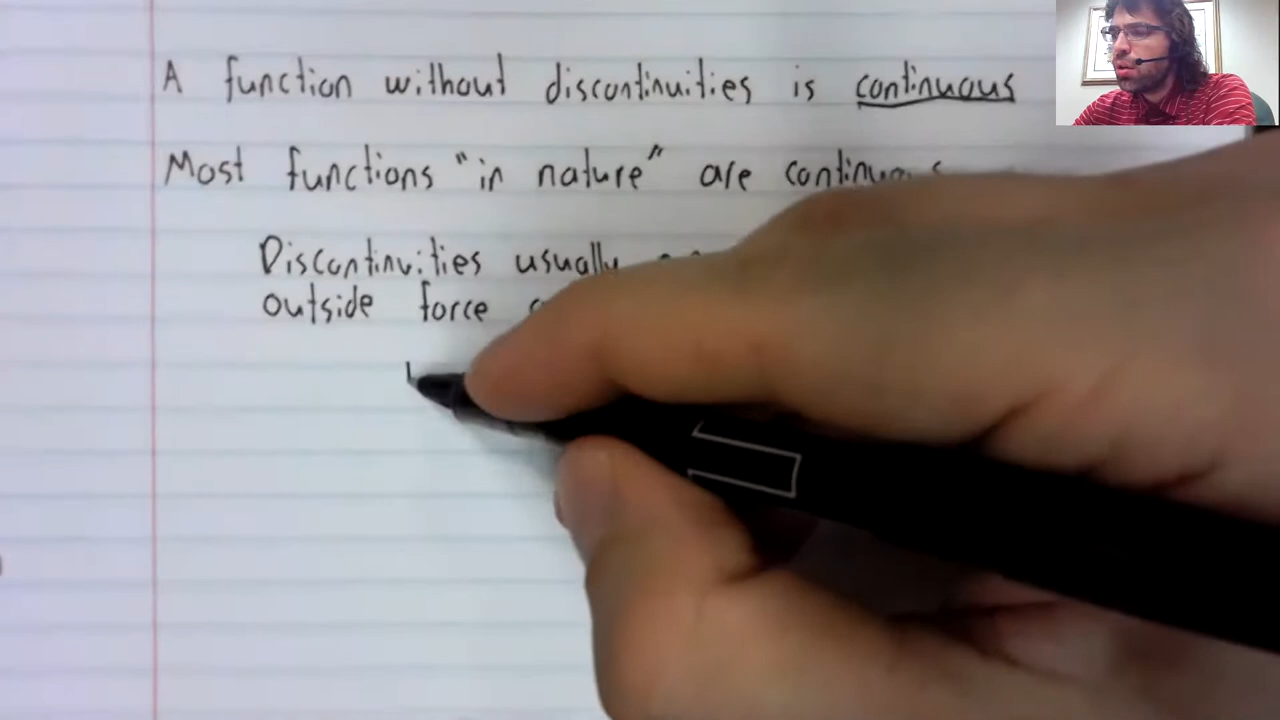 A function without discontinuities is continuous
Most functions "in nature" are
Discontinuities usually
outside force